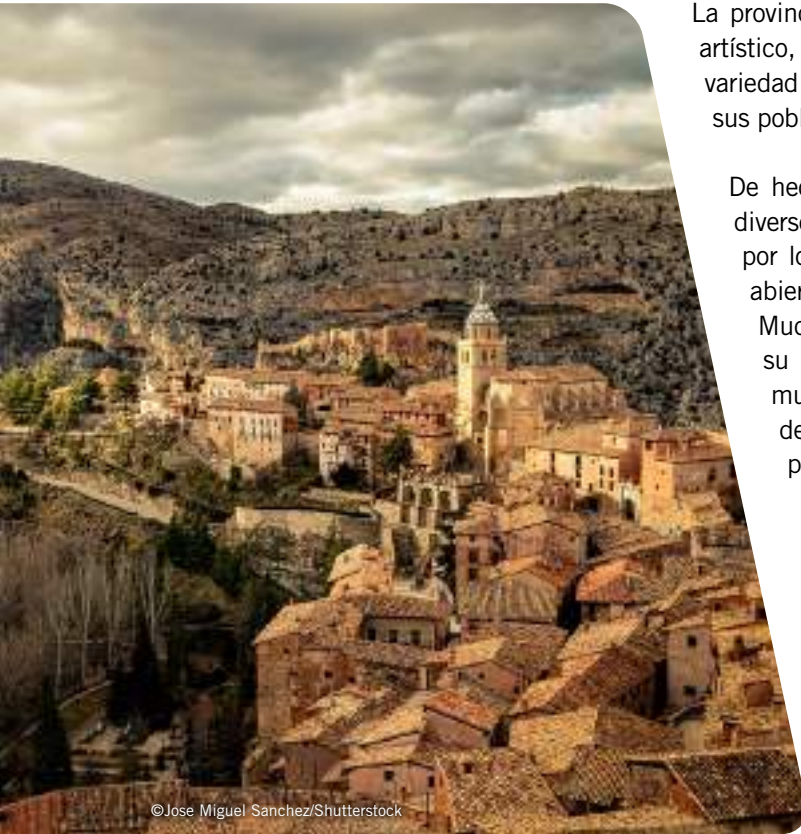 La provinc
artístico,
variedad
sus pobl
De hec
diverso
por lo
abier
Muc
su
mu
de
p
©Jose Miguel Sanchez/Shutterstock